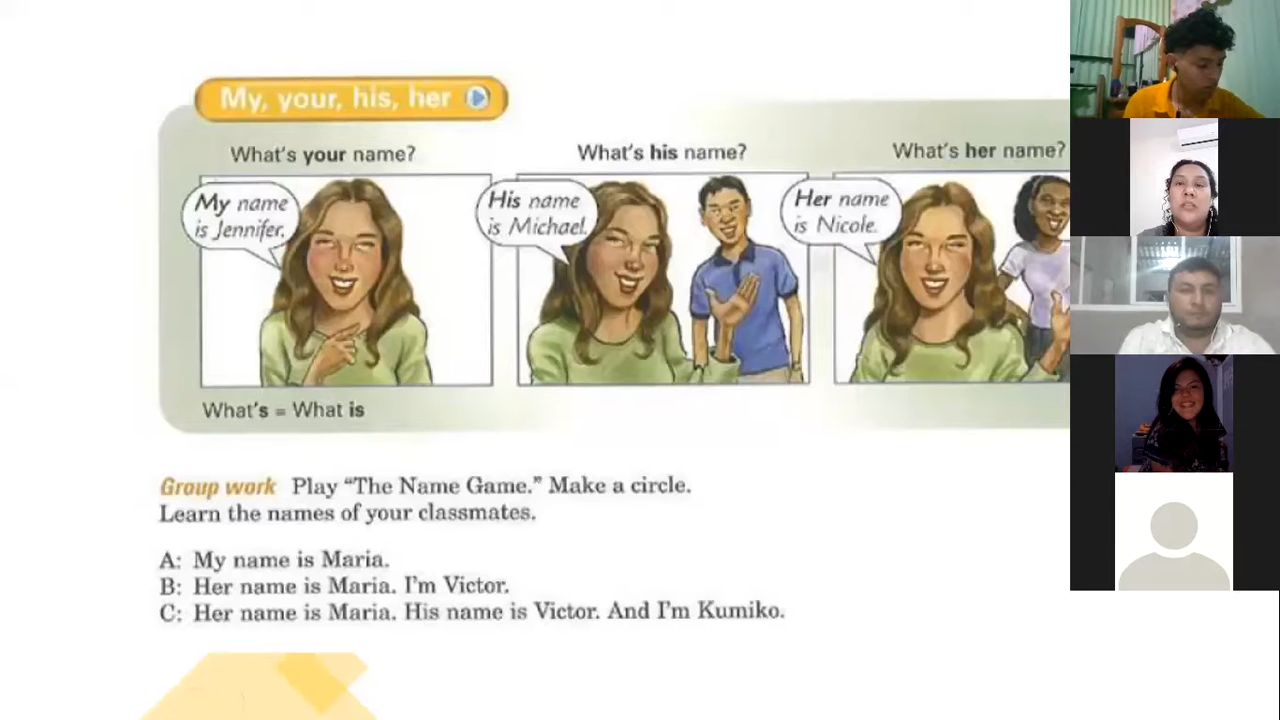 My, your, his, her
What's your name?
My name
is Jennifer.
What's his name?
His name
is Michael.
What's her name?
Her name
is Nicole.
What's = What is
Group work Play “The Name Game.” Make a circle.
Learn the names of your classmates.
A: My name is Maria.
B: Her name is Maria. I'm Victor.
C: Her name is Maria. His name is Victor. And I'm Kumiko.